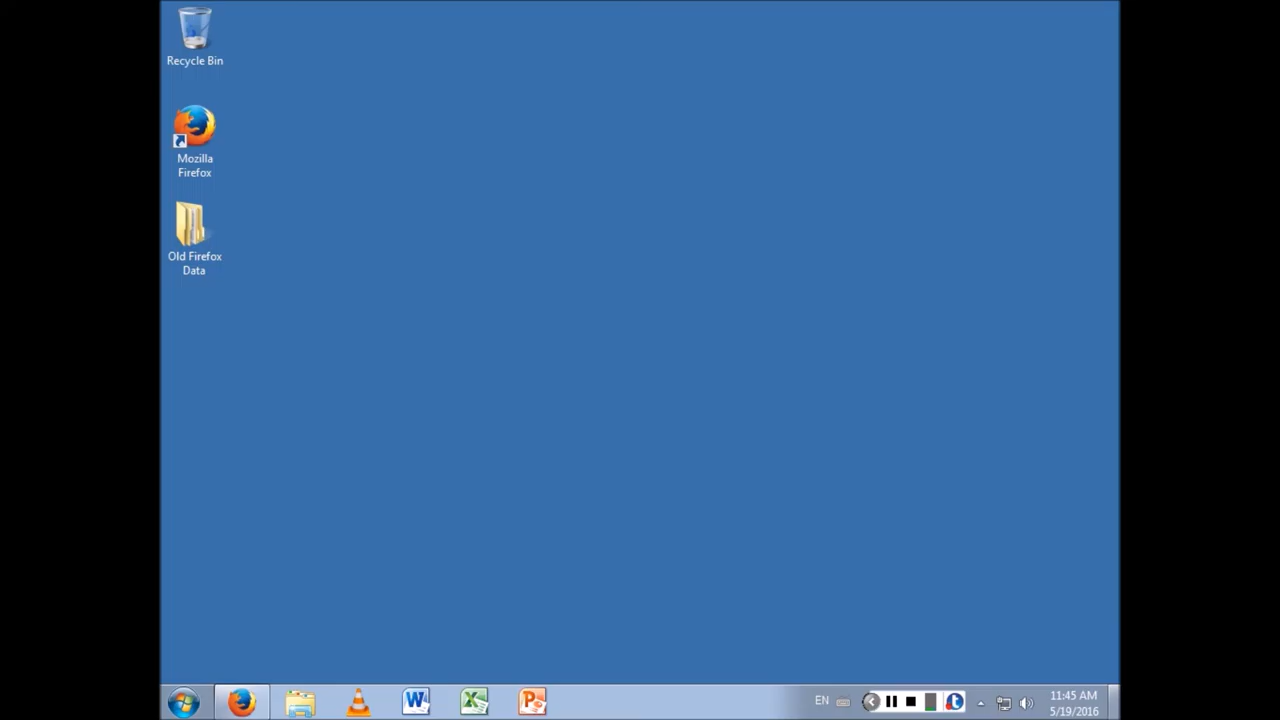 Recycle Bin
Mozilla
Firefox
Old Firefox
Data
EN
11:45 AM
5/19/2016